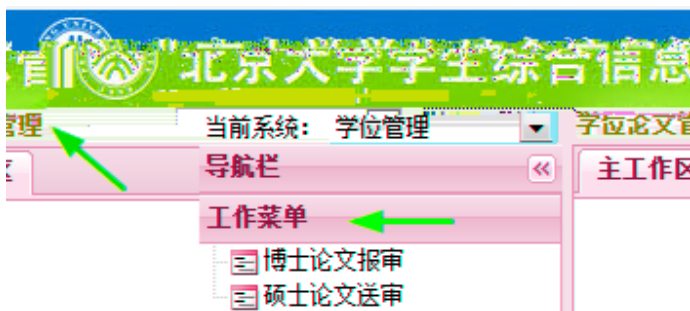 北京大学学生综合信息
管理
当前系统： 学位管理
学位论文管
区
导航栏
主工作区
工作菜单
博士论文报审
硕士论文送审